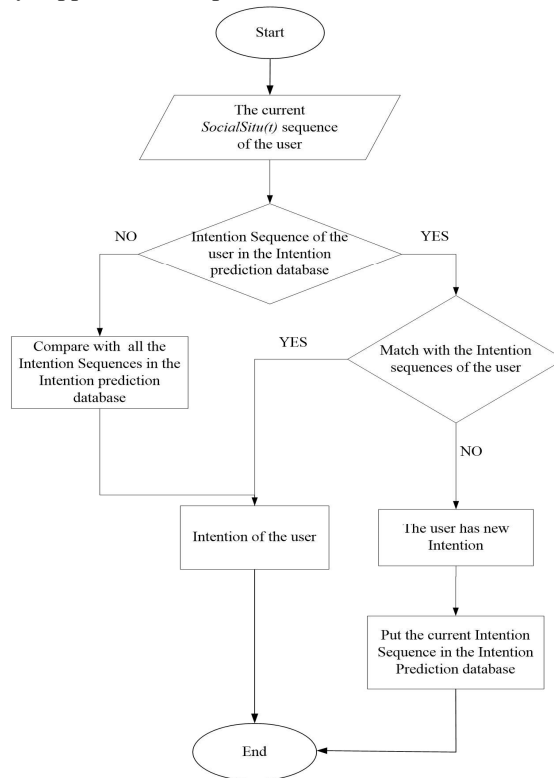 Start
The current
SocialSitu(t) sequence
of the user
NO
Intention Sequence of the
user in the Intention
prediction database
YES
Compare with all the
Intention Sequences in the
Intention prediction
database
YES
Match with the Intention
sequences of the user
NO
Intention of the user
The user has new
Intention
Put the current Intention
Sequence in the Intention
Prediction database
End